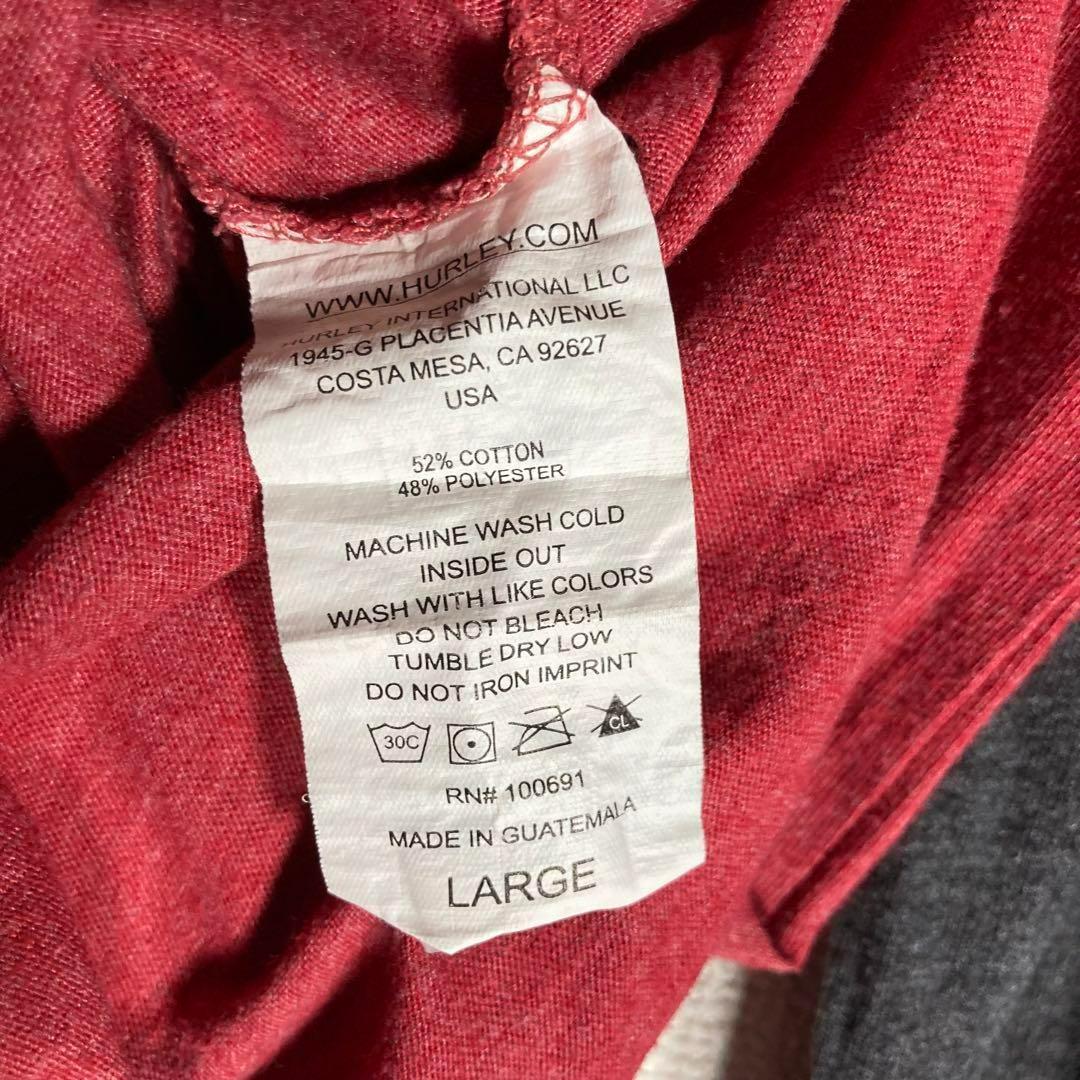 WWW.HURLEY.COM
HURLEY INTERNATIONAL LLC
1945-G PLACENTIA AVENUE
COSTA MESA, CA 92627
USA
52% COTTON
48% POLYESTER
MACHINE WASH COLD
INSIDE OUT
WASH WITH LIKE COLORS
DO NOT BLEACH
TUMBLE DRY LOW
DO NOT IRON IMPRINT
30C CL
RN# 100691
MADE IN GUATEMALA
LARGE